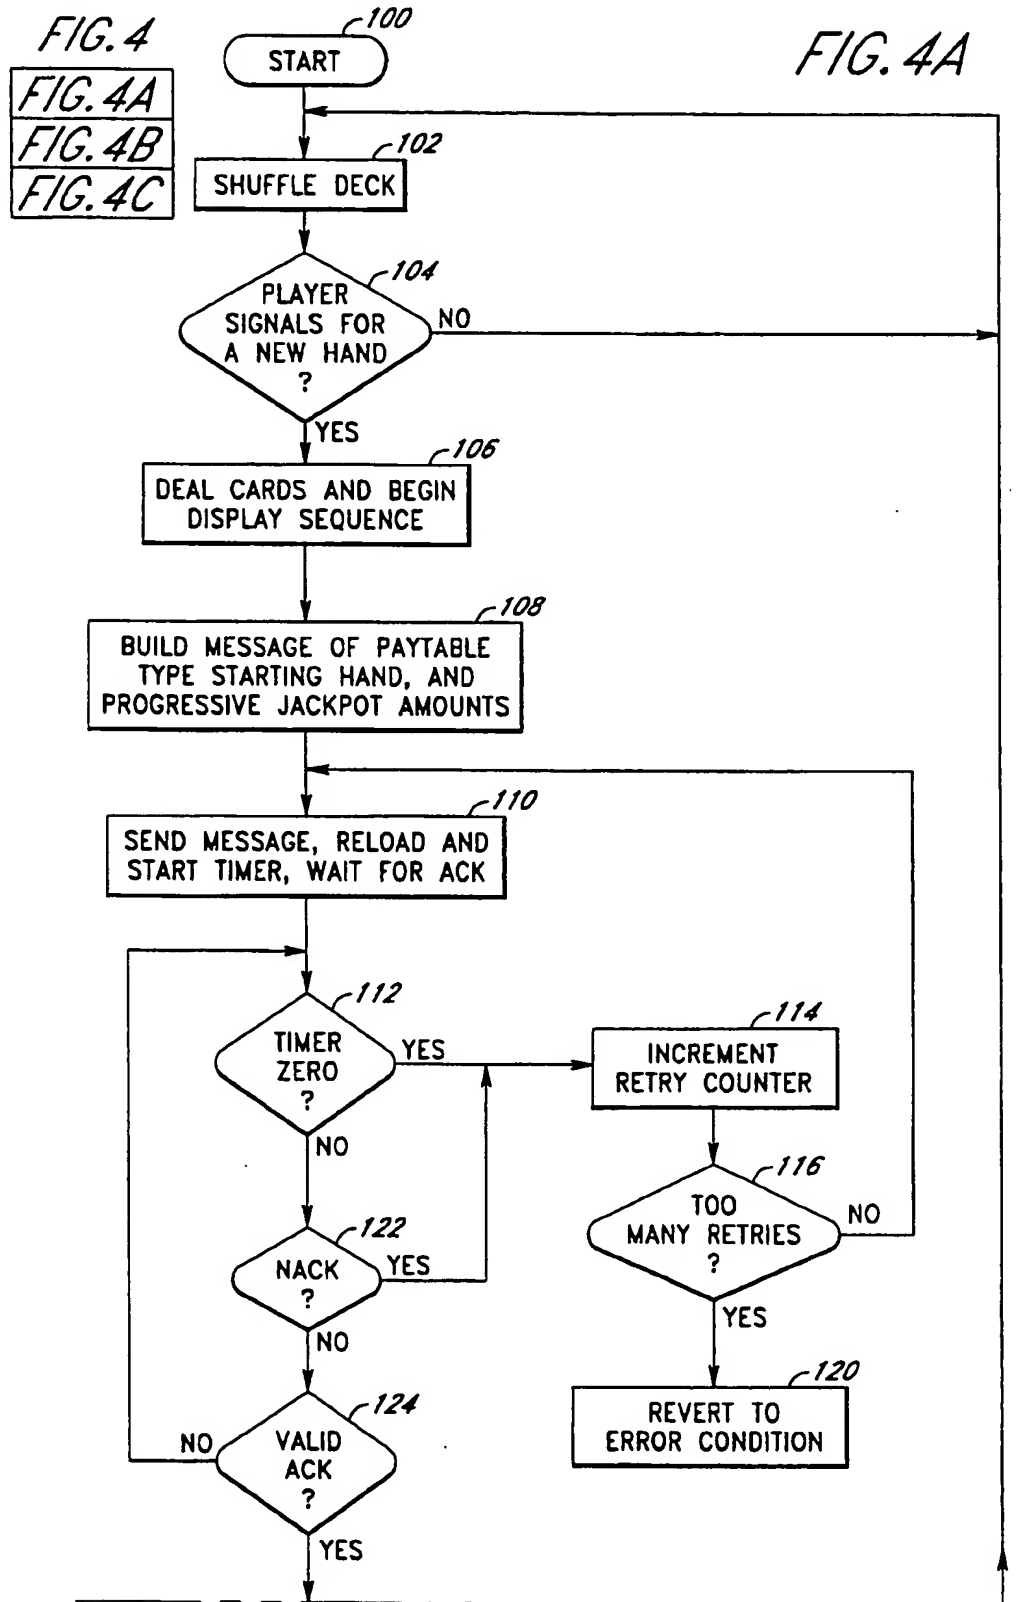 FIG. 4
FIG. 4A
FIG. 4B
FIG. 4C
FIG. 4A
100
START
102
SHUFFLE DECK
104
PLAYER
SIGNALS FOR
A NEW HAND
?
NO
YES
106
DEAL CARDS AND BEGIN
DISPLAY SEQUENCE
108
BUILD MESSAGE OF PAYTABLE
TYPE STARTING HAND, AND
PROGRESSIVE JACKPOT AMOUNTS
110
SEND MESSAGE, RELOAD AND
START TIMER, WAIT FOR ACK
112
TIMER
ZERO
?
YES
NO
114
INCREMENT
RETRY COUNTER
116
TOO
MANY RETRIES
?
NO
YES
120
REVERT TO
ERROR CONDITION
122
NACK
?
YES
NO
124
VALID
ACK
?
NO
YES